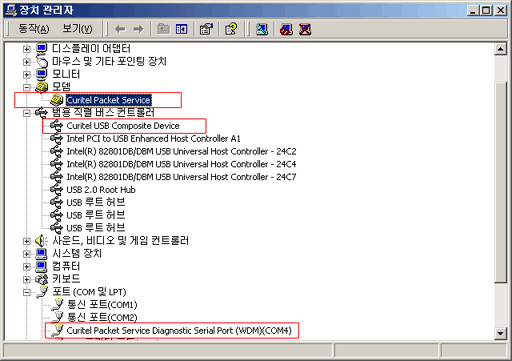 장치 관리자
동작(A) 보기(V)
디스플레이 어댑터
마우스 및 기타 포인팅 장치
모니터
모뎀
Curitel Packet Service
범용 직렬 버스 컨트롤러
Curitel USB Composite Device
Intel PCI to USB Enhanced Host Controller A1
Intel(R) 82801DB/DBM USB Universal Host Controller - 24C2
Intel(R) 82801DB/DBM USB Universal Host Controller - 24C4
Intel(R) 82801DB/DBM USB Universal Host Controller - 24C7
USB 2.0 Root Hub
USB 루트 허브
USB 루트 허브
USB 루트 허브
사운드, 비디오 및 게임 컨트롤러
시스템 장치
컴퓨터
키보드
포트 (COM 및 LPT)
통신 포트(COM1)
통신 포트(COM2)
Curitel Packet Service Diagnostic Serial Port (WDM)(COM4)